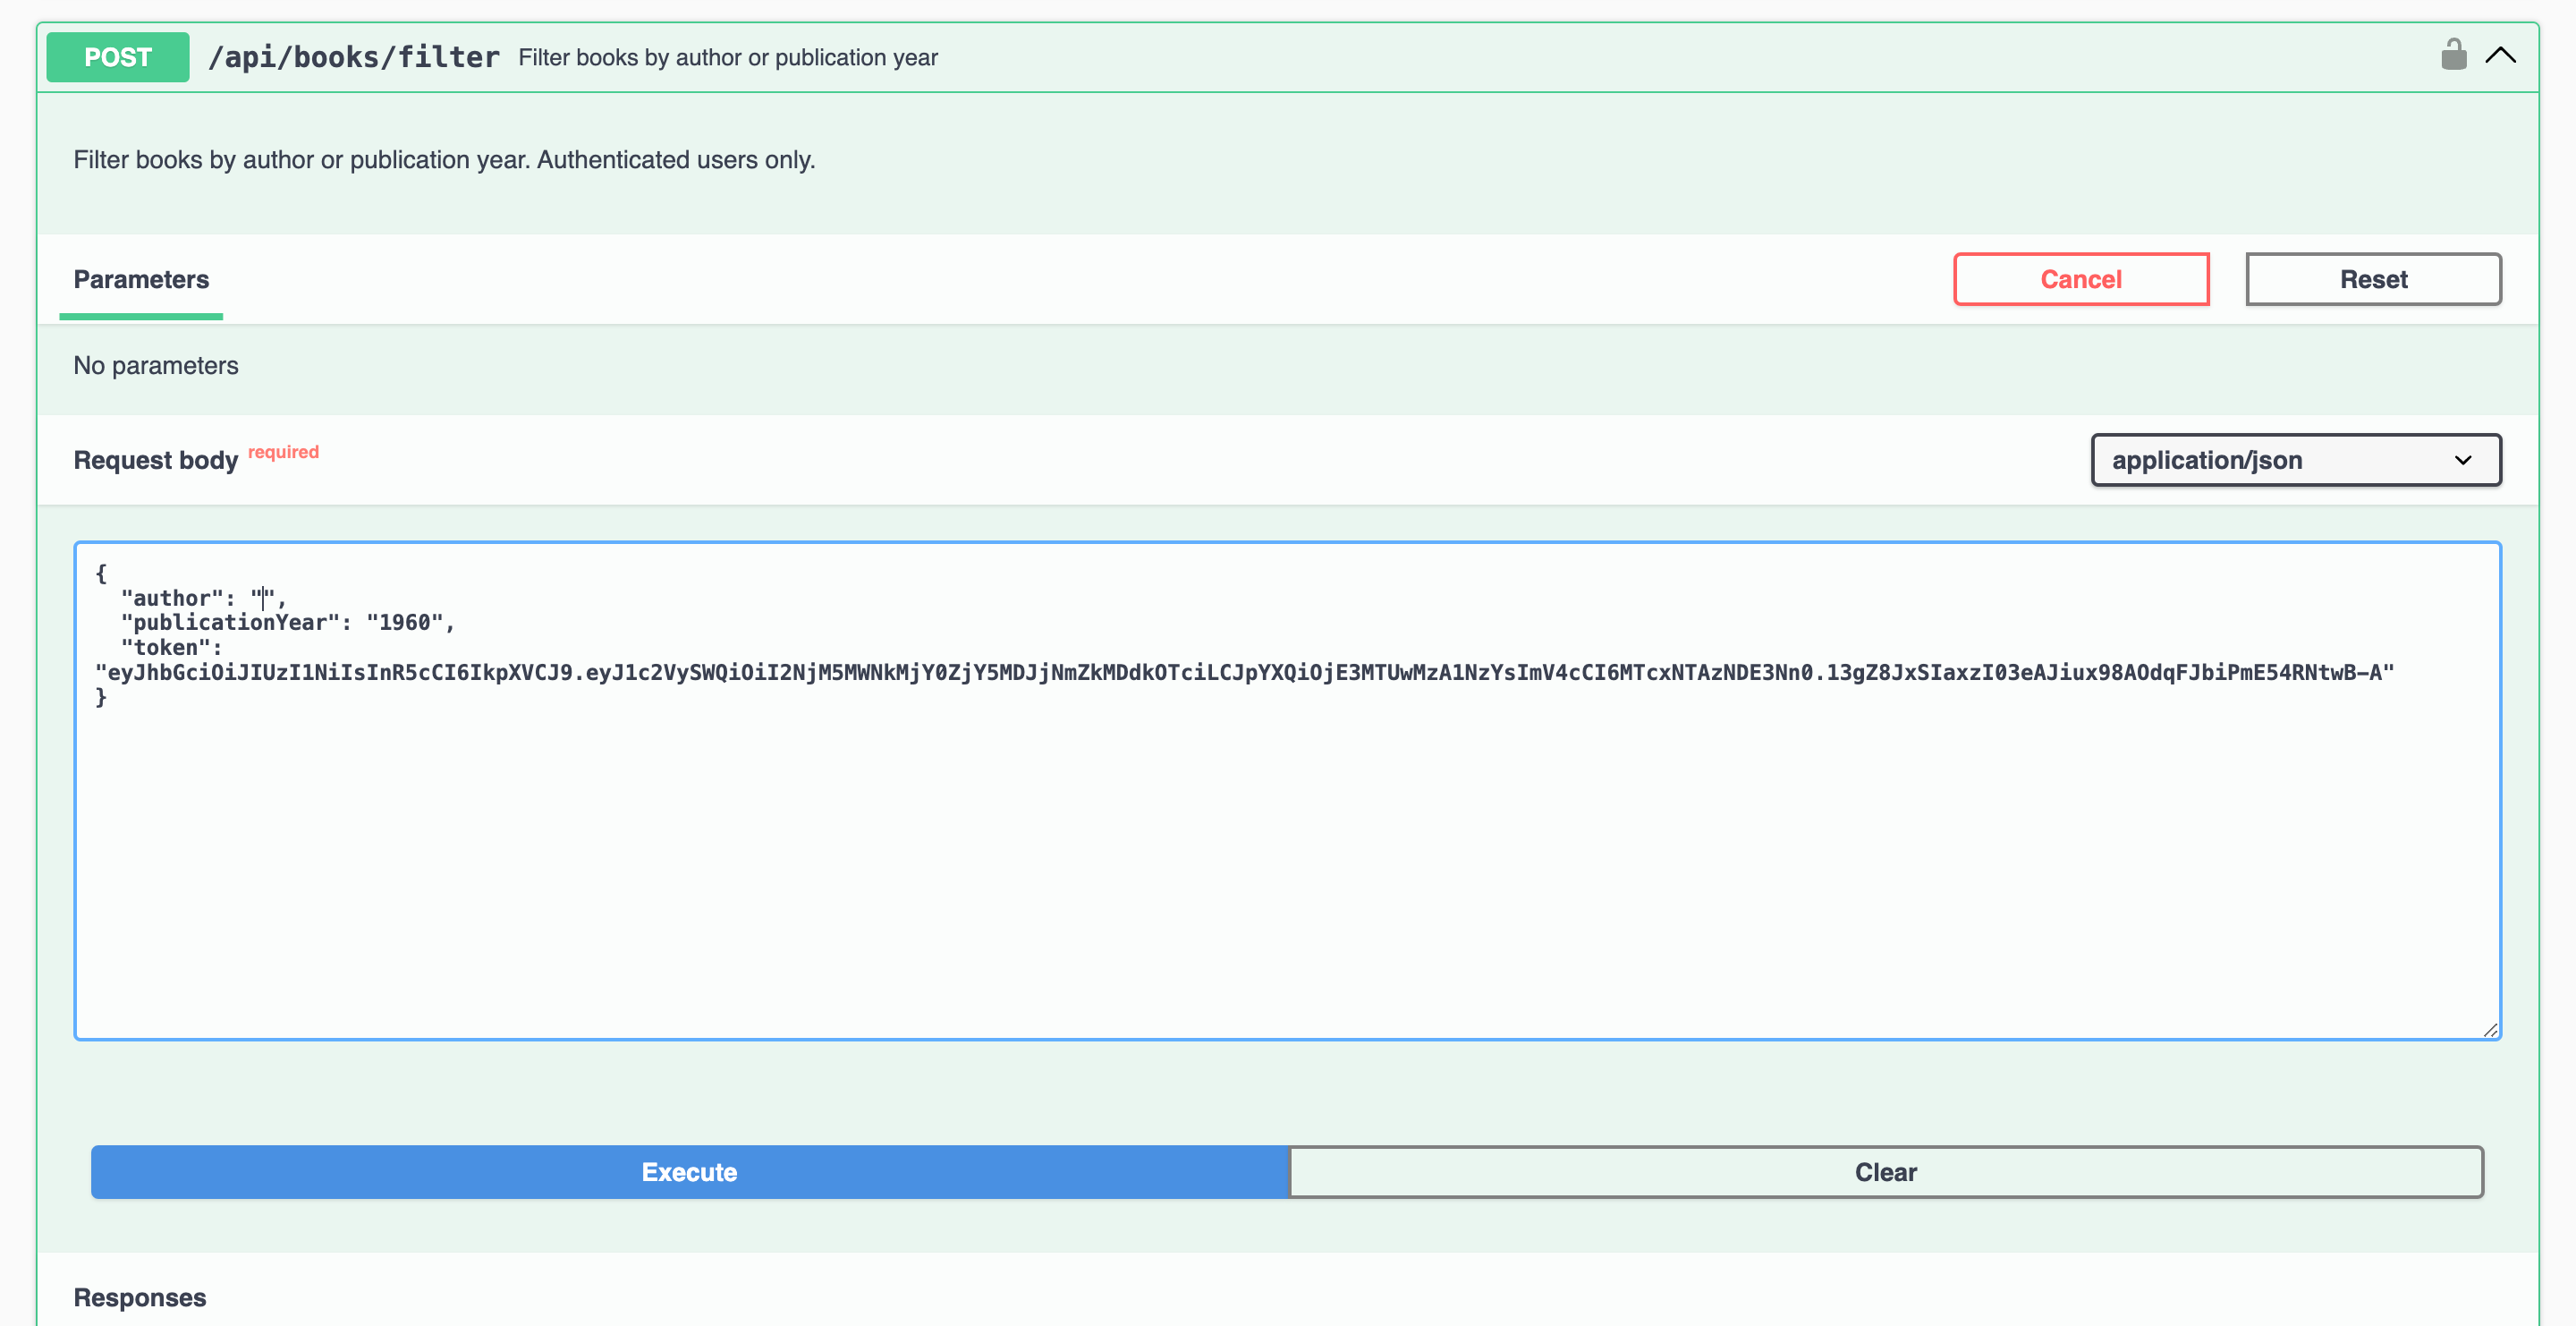 POST /api/books/filter Filter books by author or publication year
Filter books by author or publication year. Authenticated users only.
Parameters
Cancel
Reset
No parameters
Request body required
application/json
{
  "author": "",
  "publicationYear": "1960",
  "token":
"eyJhbGciOiJIUzI1NiIsInR5cCI6IkpXVCJ9.eyJ1c2VySWQiOiI2NjM5MWNkMjY0ZjY5MDJjNmZkMDdkOTciLCJpYXQiOjE3MTUwMzA1NzYsImV4cCI6MTcxNTAzNDE3Nn0.13gZ8JxSIaxzI03eAJiux98AOdqFJbiPmE54RNtwB-A"
}
Execute
Clear
Responses